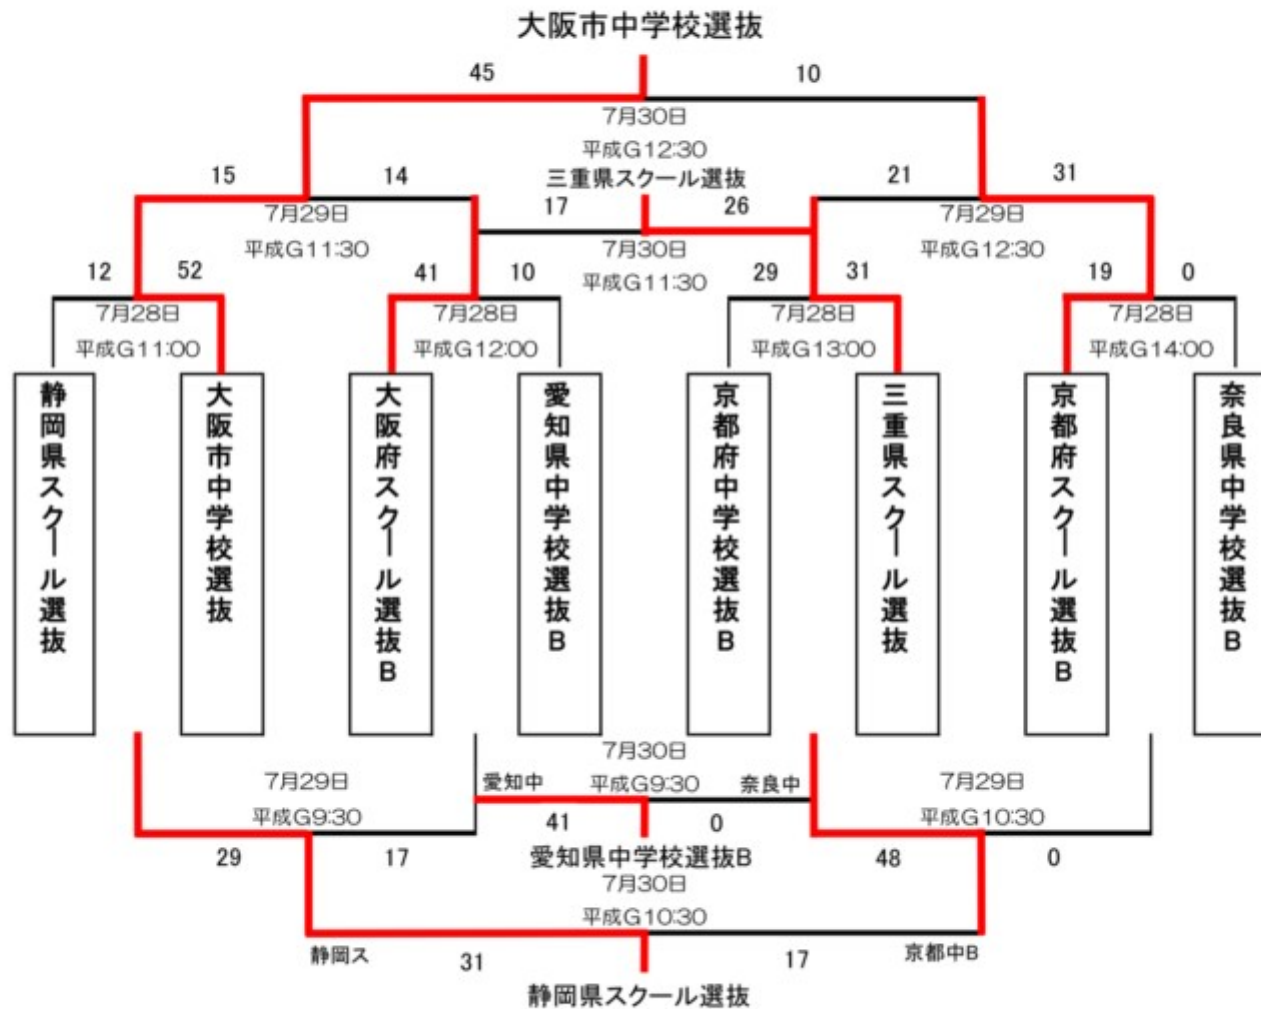 大阪市中学校選抜
45
10
7月30日
平成G12:30
15
14
三重県スクール選抜
21
31
7月29日
平成G11:30
17
26
7月29日
平成G12:30
7月30日
平成G11:30
12
52
41
10
29
31
19
0
7月28日
平成G11:00
7月28日
平成G12:00
7月28日
平成G13:00
7月28日
平成G14:00
静岡県スクール選抜
大阪市中学校選抜
大阪府スクール選抜B
愛知県中学校選抜B
京都府中学校選抜B
三重県スクール選抜
京都府スクール選抜B
奈良県中学校選抜B
7月29日
平成G9:30
愛知中
7月30日
平成G9:30
奈良中
7月29日
平成G10:30
29
17
41
0
48
0
愛知県中学校選抜B
7月30日
平成G10:30
静岡ス
31
17
京都中B
静岡県スクール選抜